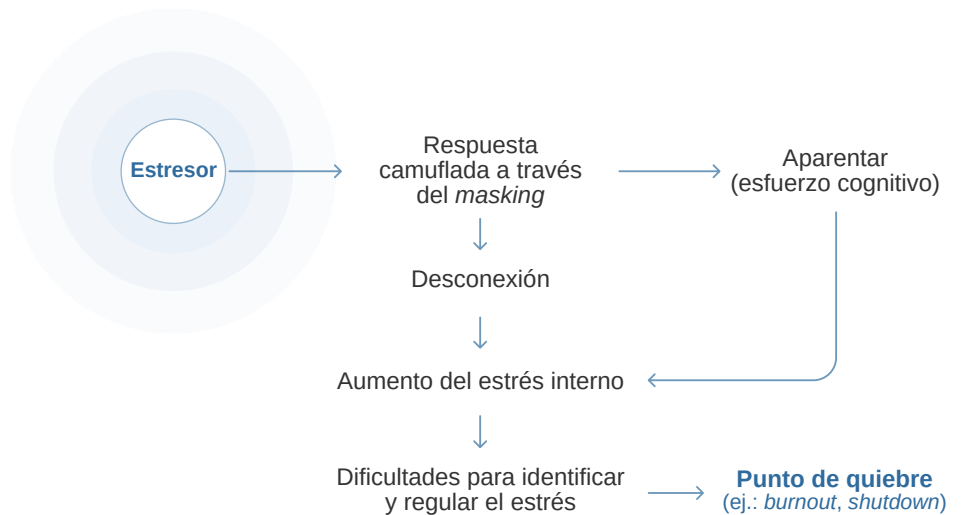 Estresor
Respuesta
camuflada a través
del masking
Aparentar
(esfuerzo cognitivo)
Desconexión
Aumento del estrés interno
Dificultades para identificar
y regular el estrés
Punto de quiebre
(ej.: burnout, shutdown)